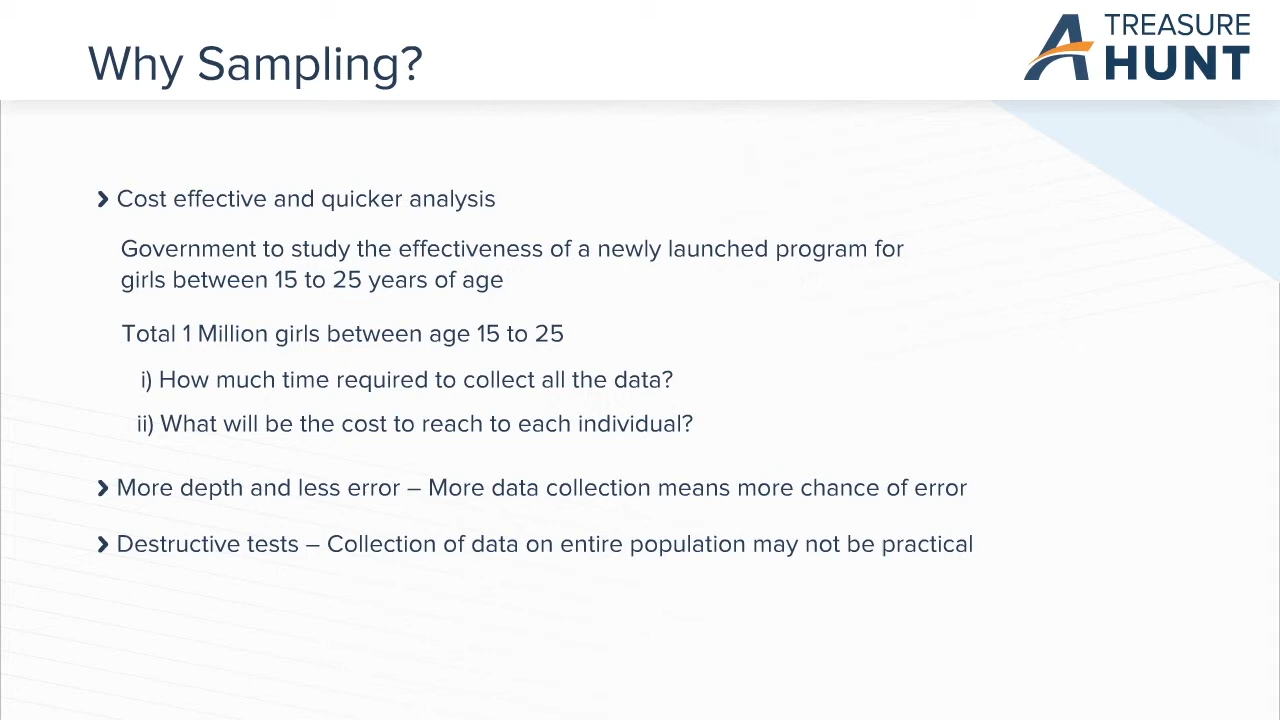 Why Sampling?
TREASURE
HUNT
Cost effective and quicker analysis
Government to study the effectiveness of a newly launched program for
girls between 15 to 25 years of age
Total 1 Million girls between age 15 to 25
i) How much time required to collect all the data?
ii) What will be the cost to reach to each individual?
More depth and less error – More data collection means more chance of error
Destructive tests – Collection of data on entire population may not be practical